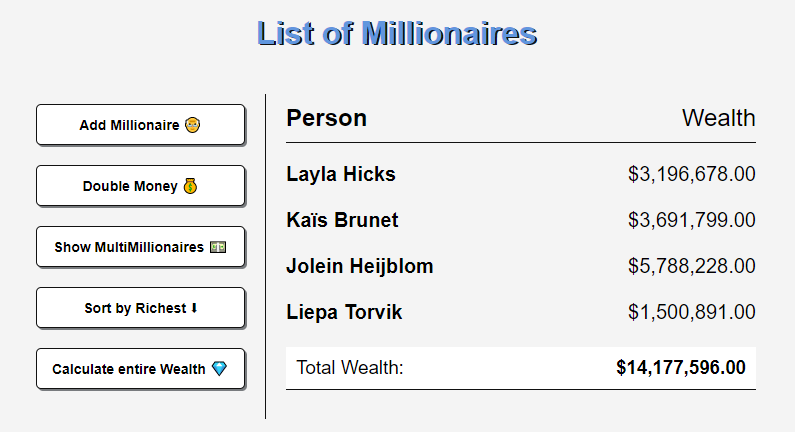 List of Millionaires
Add Millionaire 👴
Double Money 💰
Show MultiMillionaires 💵
Sort by Richest ⬇
Calculate entire Wealth 💎
Person Wealth
Layla Hicks $3,196,678.00
Kaïs Brunet $3,691,799.00
Jolein Heijblom $5,788,228.00
Liepa Torvik $1,500,891.00
Total Wealth: $14,177,596.00